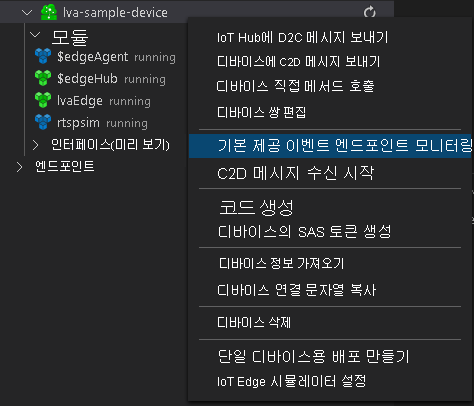 lva-sample-device
모듈
$edgeAgent running
$edgeHub running
lvaEdge running
rtspsim running
인터페이스(미리 보기)
엔드포인트
IoT Hub에 D2C 메시지 보내기
디바이스에 C2D 메시지 보내기
디바이스 직접 메서드 호출
디바이스 쌍 편집
기본 제공 이벤트 엔드포인트 모니터링
C2D 메시지 수신 시작
코드 생성
디바이스의 SAS 토큰 생성
디바이스 정보 가져오기
디바이스 연결 문자열 복사
디바이스 삭제
단일 디바이스용 배포 만들기
IoT Edge 시뮬레이터 설정